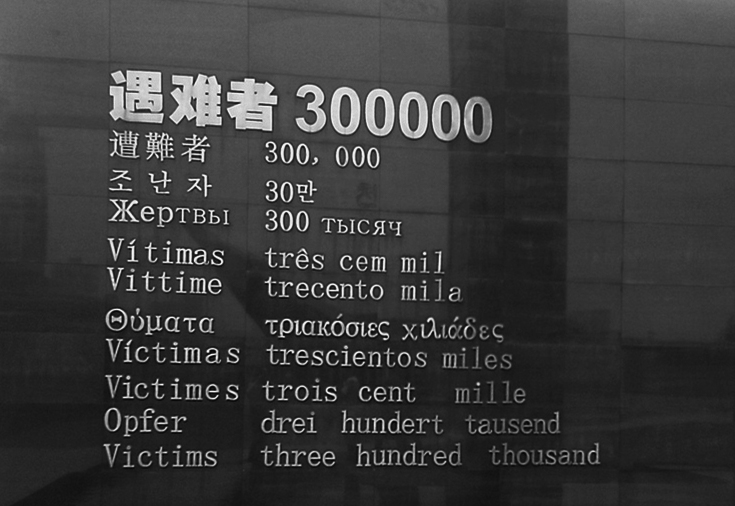 遇难者 300000
遭難者 300, 000
조난자 30만
Жертвы 300 тысяч
Vítimas três cem mil
Vittime trecento mila
Θύματα τριακόσιες χιλιάδες
Víctimas trescientos miles
Victimes trois cent mille
Opfer drei hundert tausend
Victims three hundred thousand